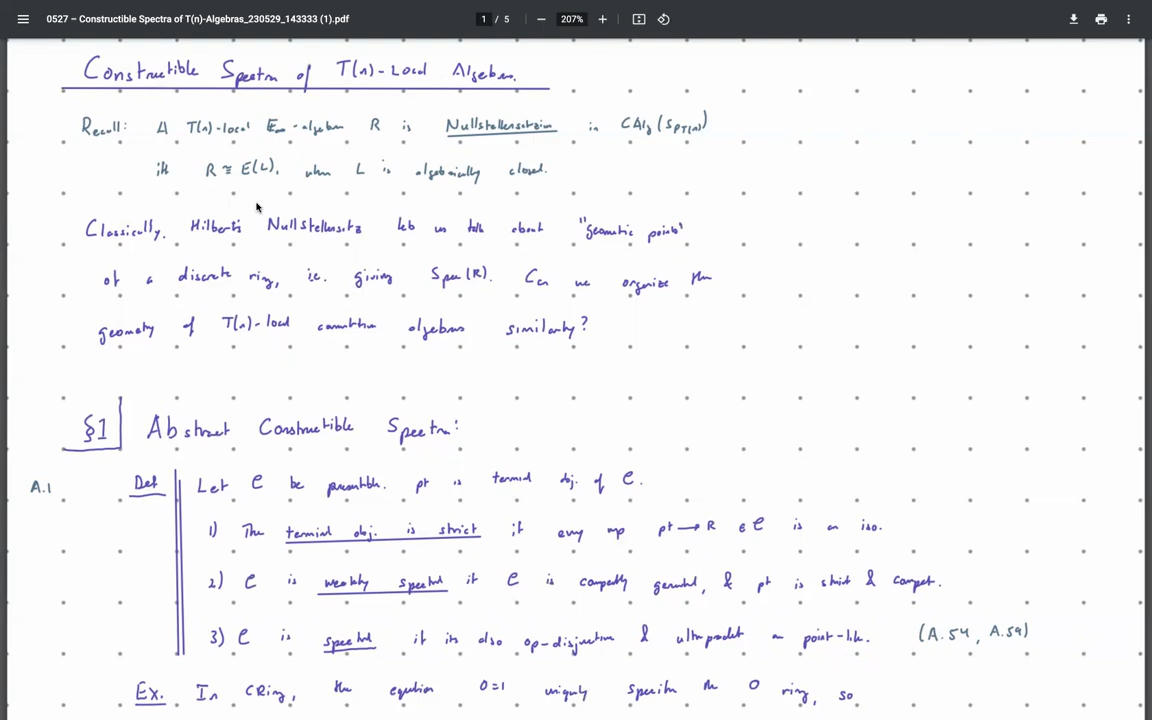 0527 – Constructible Spectra of T(n)-Algebras_230529_143333 (1).pdf
1 / 5
207%
Constructible Spectra of T(n)-Local Algebras.
Recall: A T(n)-local E∞-algebra R is Nullstellensatzian in CAlg(Sp_T(n))
iff R ≅ E(L), when L is algebraically closed.
Classically, Hilbert's Nullstellensatz lets us talk about "geometric points"
of a discrete ring, i.e. giving Spec(R). Can we organize the
geometry of T(n)-local commutative algebras similarly?
§1 Abstract Constructible Spectra:
A.1 Def Let C be presentable. pt is terminal obj. of C.
1) The terminal obj. is strict if every map pt → R ∈ C is an iso.
2) C is weakly spectral if C is compactly generated, & pt is strict & compact.
3) C is spectral if its also op-disjunctive & ultraproducts are point-like. (A.54, A.59)
Ex. In CRing, the equation 0=1 uniquely specifies the 0 ring, so